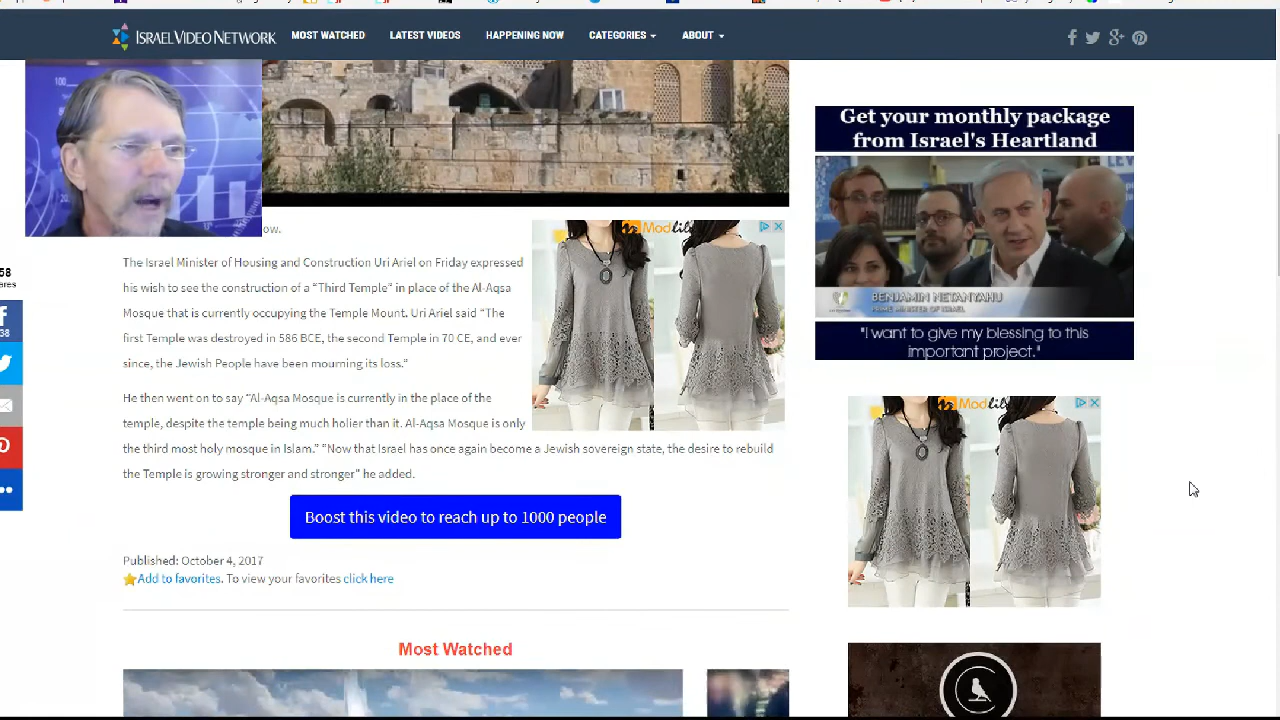 ISRAEL VIDEO NETWORK
MOST WATCHED
LATEST VIDEOS
HAPPENING NOW
CATEGORIES
ABOUT
100
ow.
The Israel Minister of Housing and Construction Uri Ariel on Friday expressed
his wish to see the construction of a “Third Temple” in place of the Al-Aqsa
Mosque that is currently occupying the Temple Mount. Uri Ariel said “The
first Temple was destroyed in 586 BCE, the second Temple in 70 CE, and ever
since, the Jewish People have been mourning its loss.”
He then went on to say “Al-Aqsa Mosque is currently in the place of the
temple, despite the temple being much holier than it. Al-Aqsa Mosque is only
the third most holy mosque in Islam.” “Now that Israel has once again become a Jewish sovereign state, the desire to rebuild
the Temple is growing stronger and stronger” he added.
Boost this video to reach up to 1000 people
Published: October 4, 2017
Add to favorites. To view your favorites click here
Most Watched
58
38
Modlily
Get your monthly package
from Israel's Heartland
BENJAMIN NETANYAHU
PRIME MINISTER OF ISRAEL
"I want to give my blessing to this
important project."
Modlily